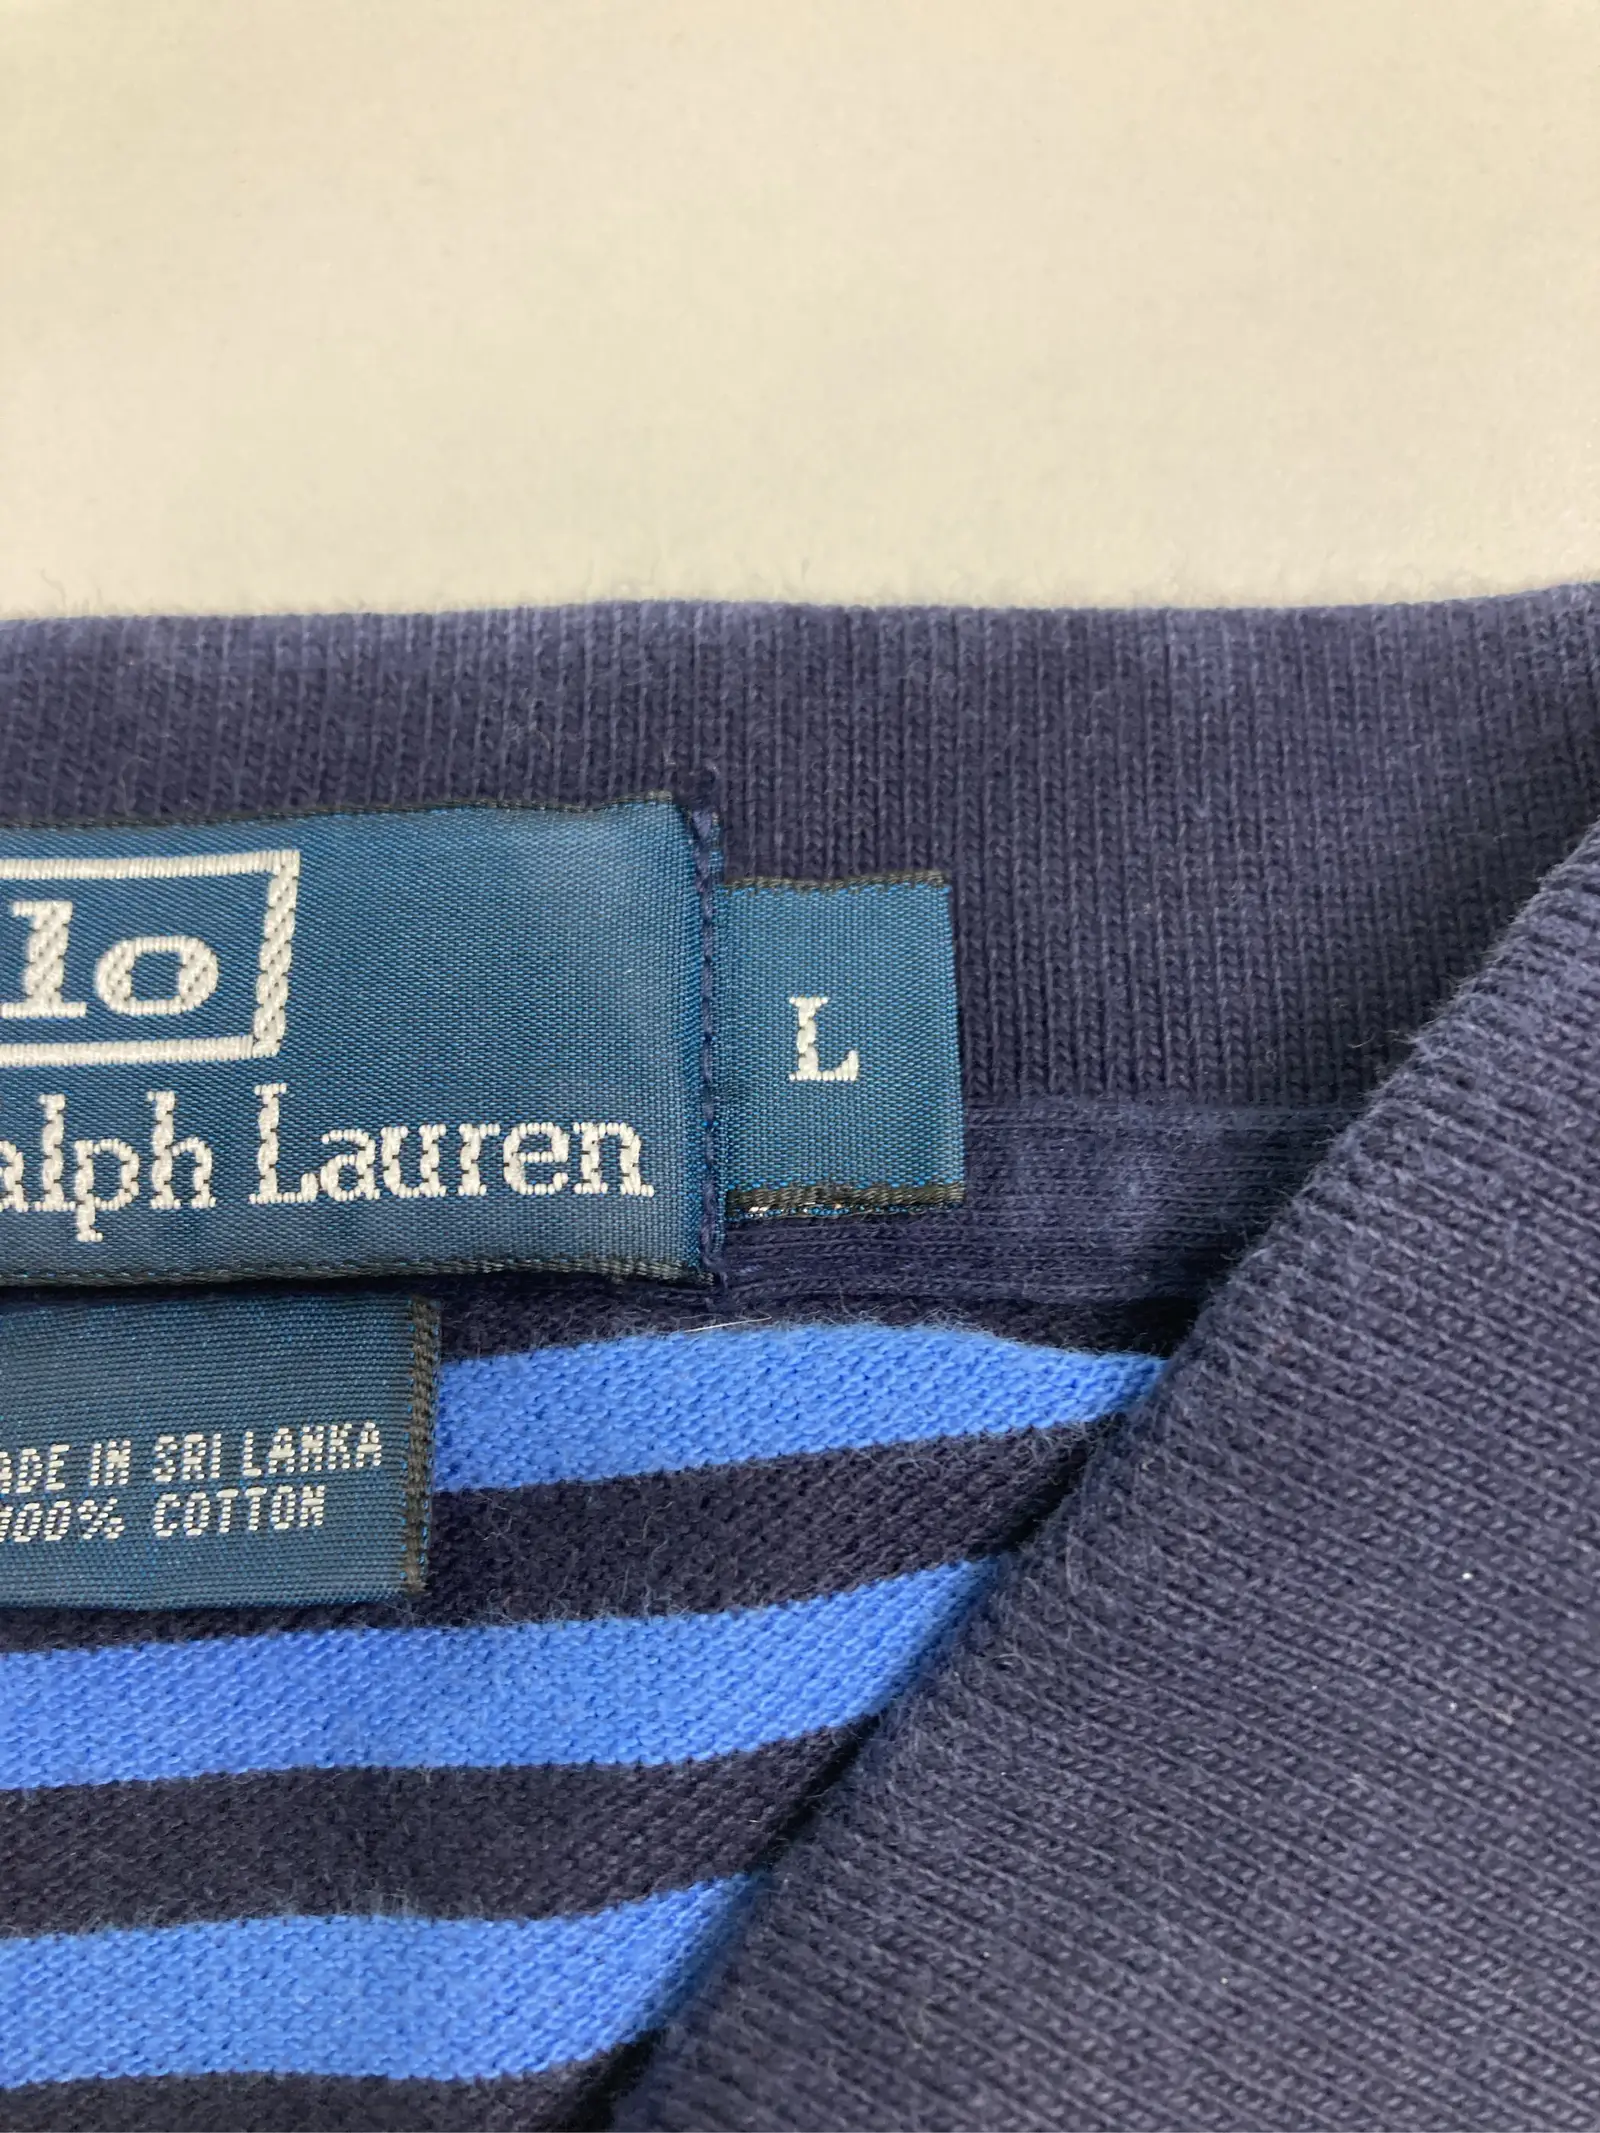 lo
alph Lauren
L
ADE IN SRI LANKA
100% COTTON